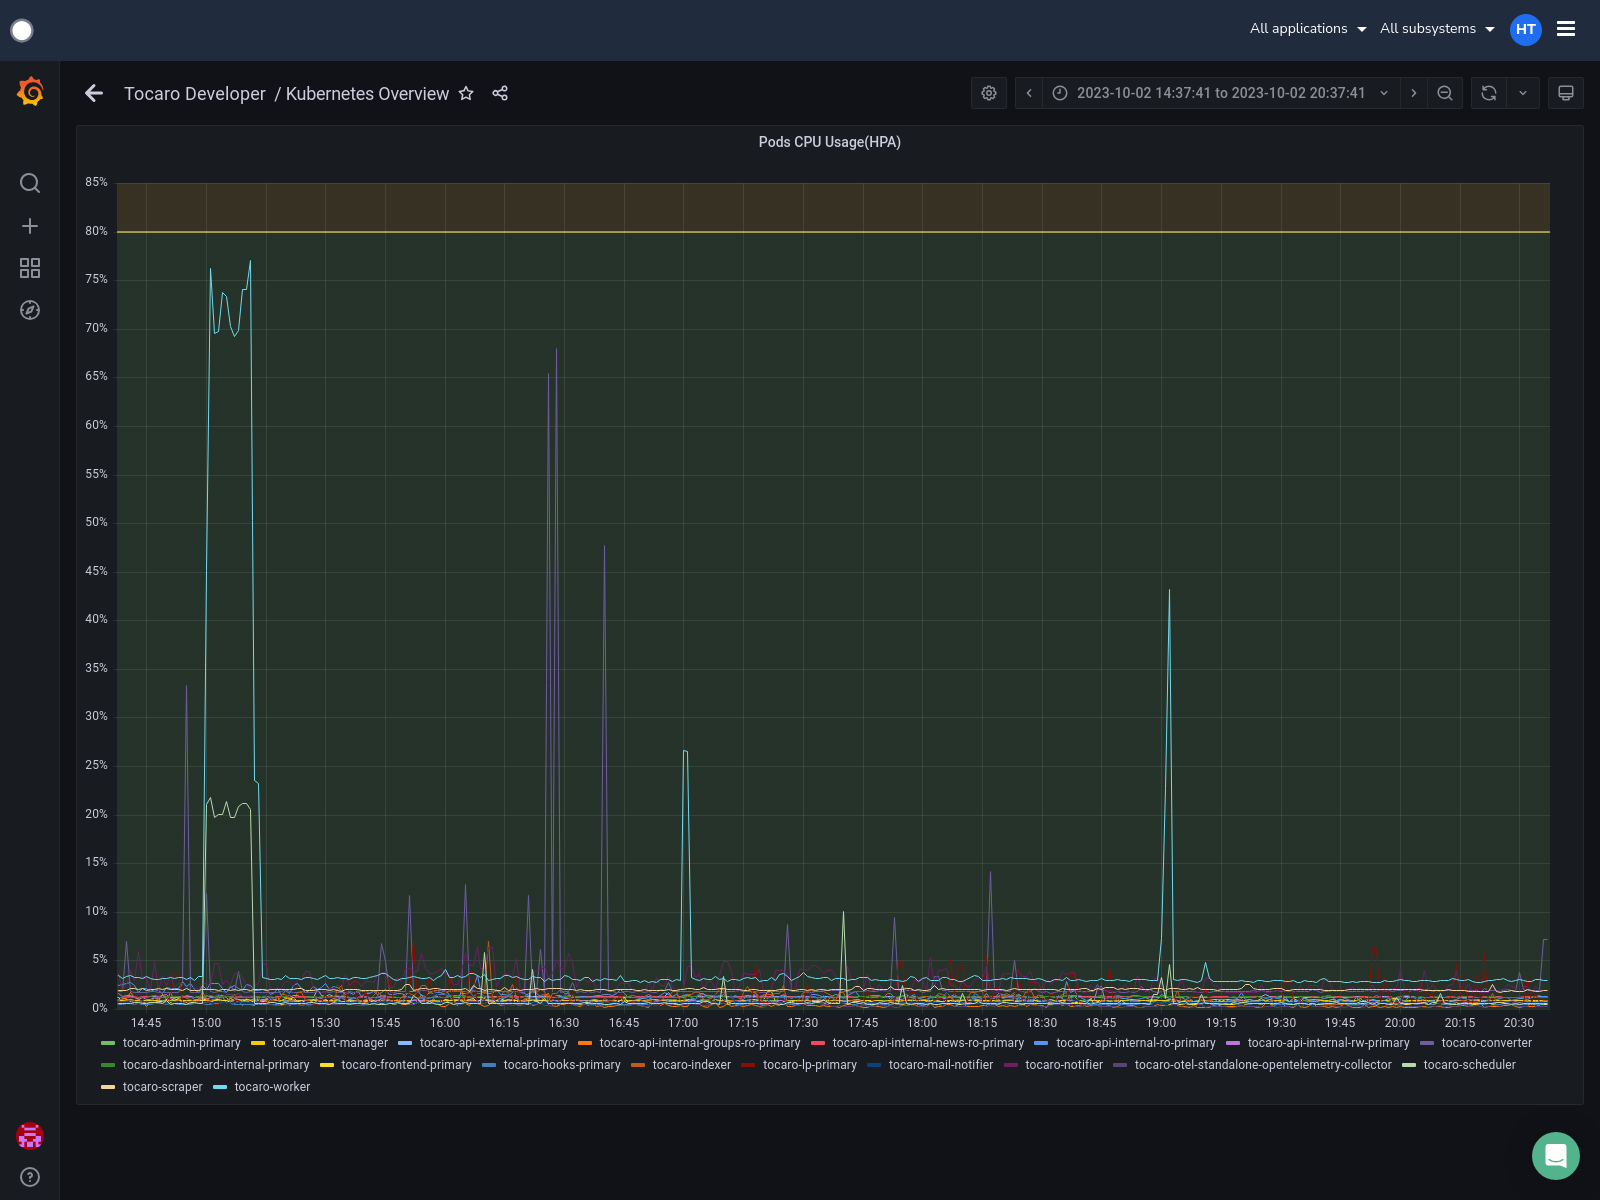 All applications All subsystems HT
Tocaro Developer / Kubernetes Overview 2023-10-02 14:37:41 to 2023-10-02 20:37:41
Pods CPU Usage(HPA)
85%
80%
75%
70%
65%
60%
55%
50%
45%
40%
35%
30%
25%
20%
15%
10%
5%
0%
14:45 15:00 15:15 15:30 15:45 16:00 16:15 16:30 16:45 17:00 17:15 17:30 17:45 18:00 18:15 18:30 18:45 19:00 19:15 19:30 19:45 20:00 20:15 20:30
tocaro-admin-primary tocaro-alert-manager tocaro-api-external-primary tocaro-api-internal-groups-ro-primary tocaro-api-internal-news-ro-primary tocaro-api-internal-ro-primary tocaro-api-internal-rw-primary tocaro-converter
tocaro-dashboard-internal-primary tocaro-frontend-primary tocaro-hooks-primary tocaro-indexer tocaro-lp-primary tocaro-mail-notifier tocaro-notifier tocaro-otel-standalone-opentelemetry-collector tocaro-scheduler
tocaro-scraper tocaro-worker